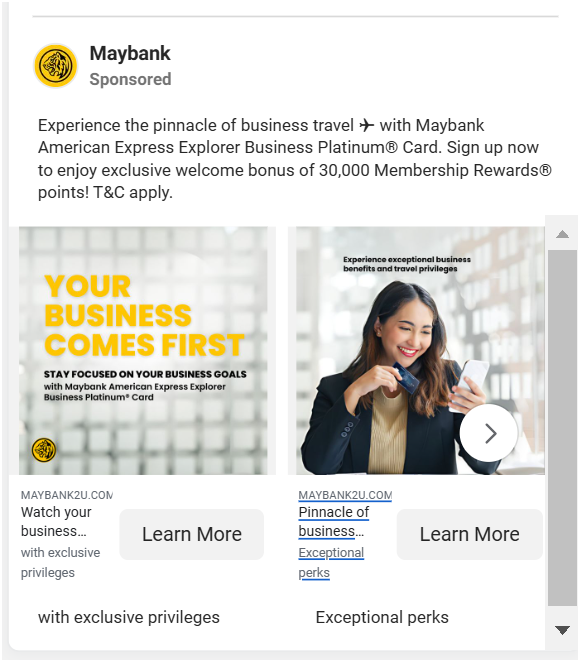 Maybank
Sponsored
Experience the pinnacle of business travel ✈ with Maybank
American Express Explorer Business Platinum® Card. Sign up now
to enjoy exclusive welcome bonus of 30,000 Membership Rewards®
points! T&C apply.
YOUR
BUSINESS
COMES FIRST
STAY FOCUSED ON YOUR BUSINESS GOALS
with Maybank American Express Explorer
Business Platinum® Card
Experience exceptional business
benefits and travel privileges
MAYBANK2U.COM
Watch your
business...
with exclusive
privileges
Learn More
MAYBANK2U.COM
Pinnacle of
business...
Exceptional
perks
Learn More
with exclusive privileges
Exceptional perks